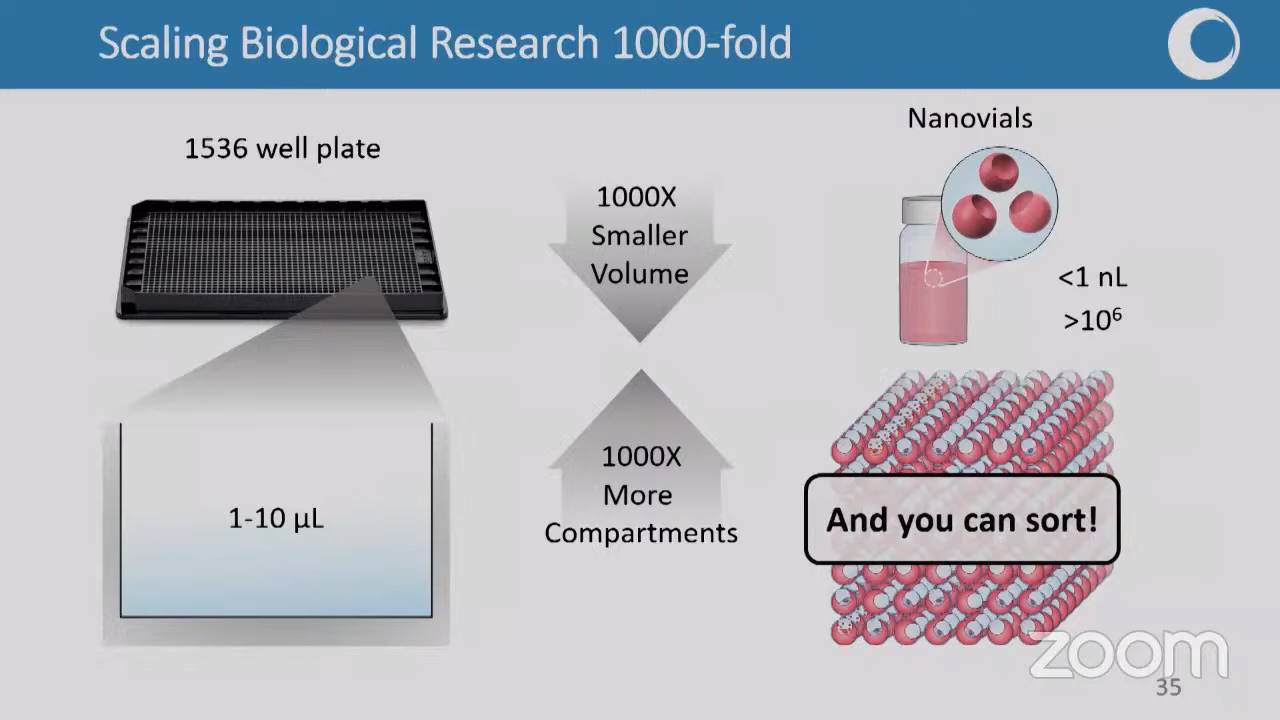 Scaling Biological Research 1000-fold
1536 well plate
1-10 µL
1000X
Smaller
Volume
1000X
More
Compartments
Nanovials
<1 nL
>10⁶
And you can sort!
zoom
35